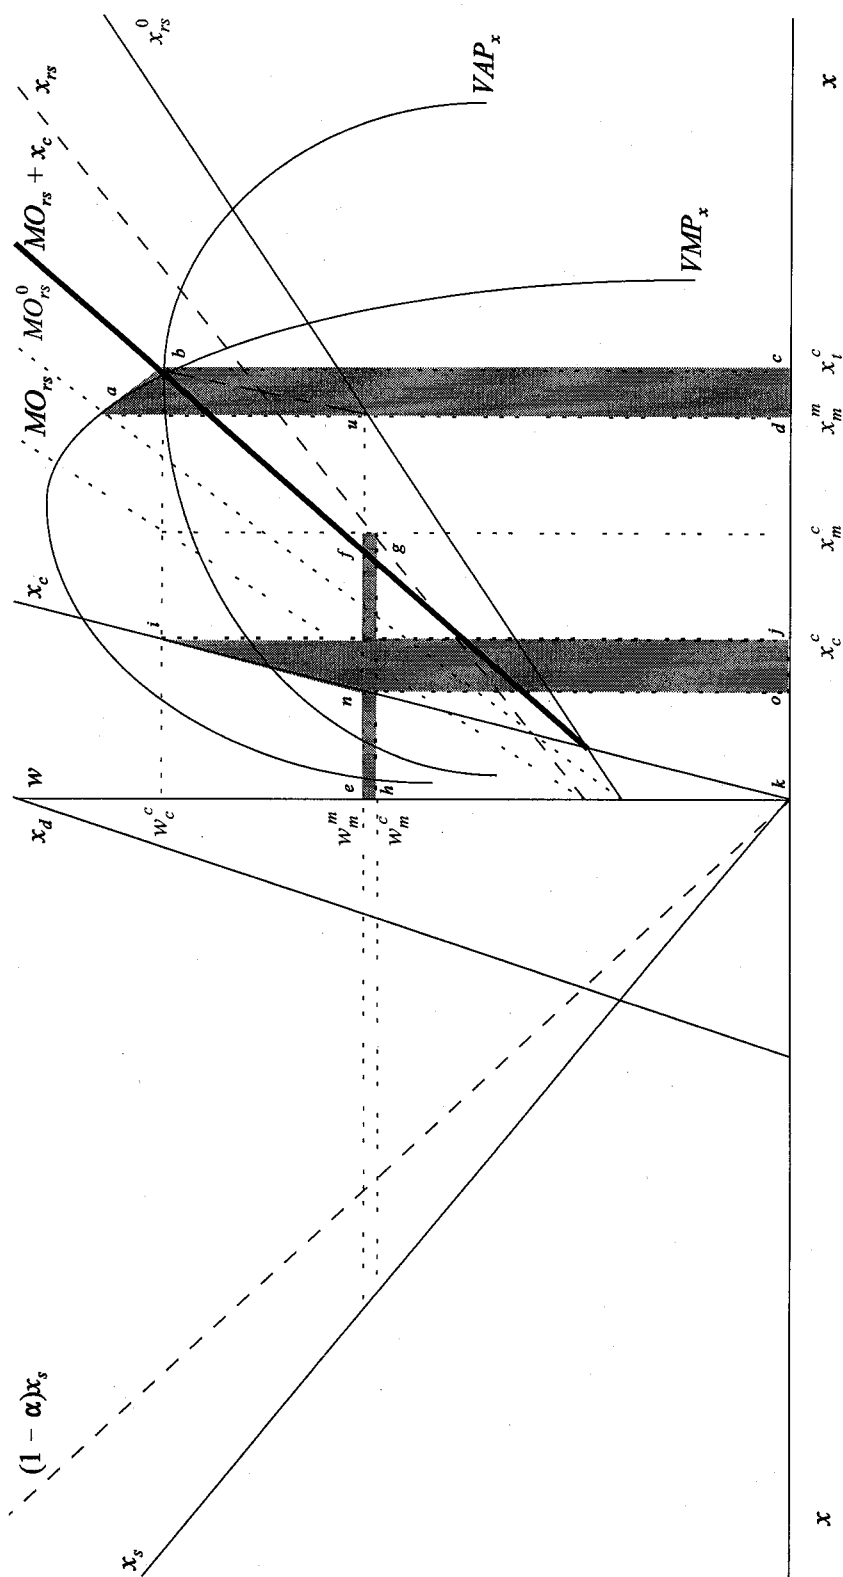 (1 − α)x_s
x_s
x_d
w
x_c
MO_rs
MO_rs^0
MO_rs + x_c
x_rs
x_rs^0
VAP_x
VMP_x
a
b
i
w_c^c
w_m^m
w_m^c
e
h
n
f
g
u
k
o
j
d
c
x_c^c
x_m^c
x_m^m
x_t^c
x
x